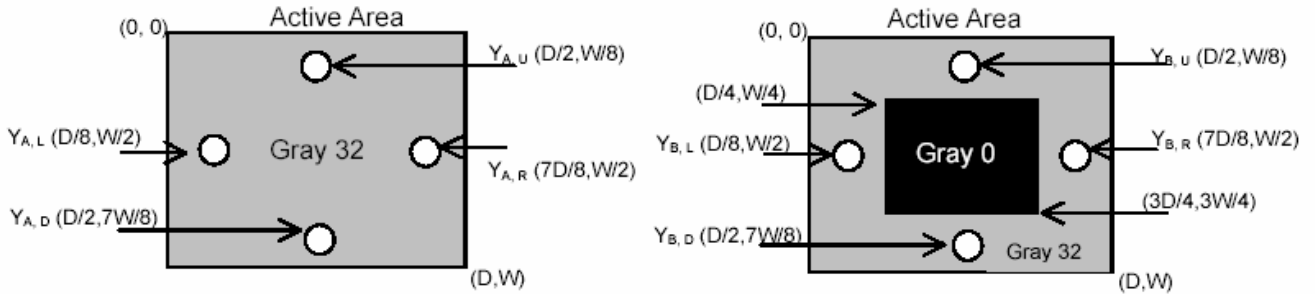 Active Area
(0, 0)
YA, U (D/2,W/8)
YA, L (D/8,W/2)
Gray 32
YA, R (7D/8,W/2)
YA, D (D/2,7W/8)
(D,W)
Active Area
(0, 0)
YB, U (D/2,W/8)
(D/4,W/4)
YB, L (D/8,W/2)
Gray 0
YB, R (7D/8,W/2)
(3D/4,3W/4)
YB, D (D/2,7W/8)
Gray 32
(D,W)